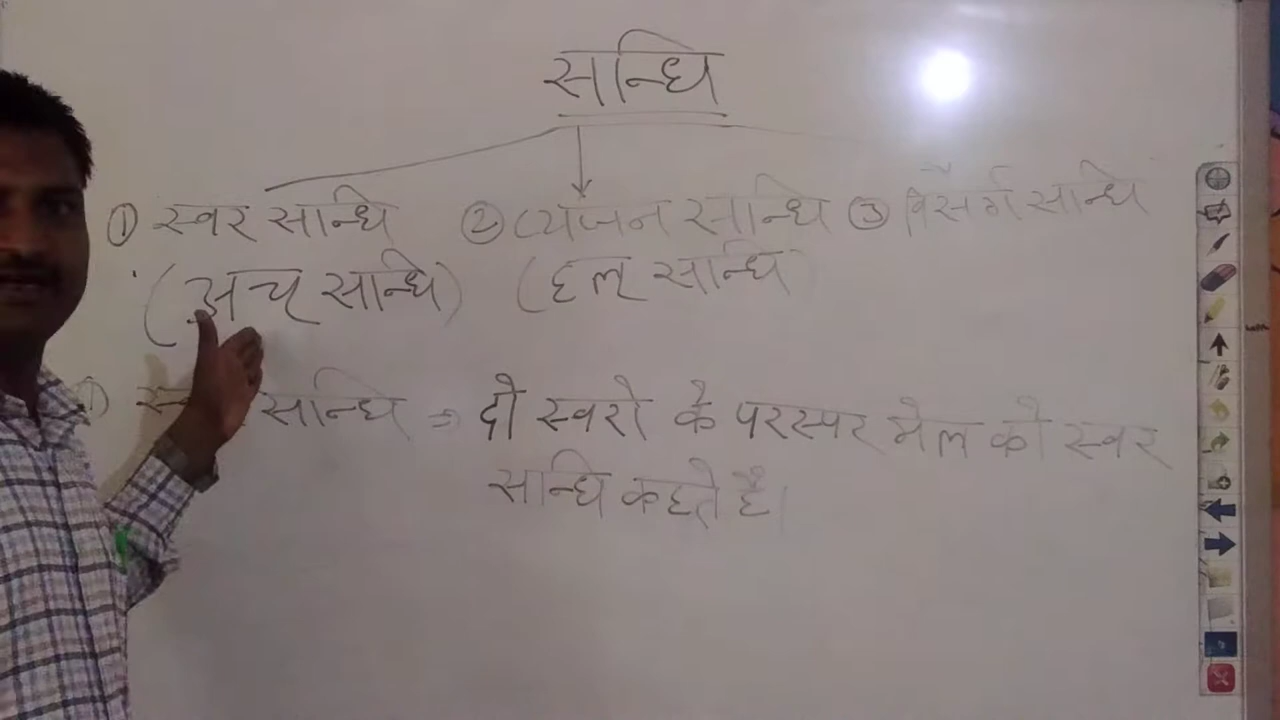 सन्धि
① स्वर सन्धि ② व्यंजन सन्धि ③ विसर्ग सन्धि
(अच् सन्धि) (हल् सन्धि)
① सन्धि ⇒ दो स्वरो के परस्पर मेल को स्वर
सन्धि कहते है।